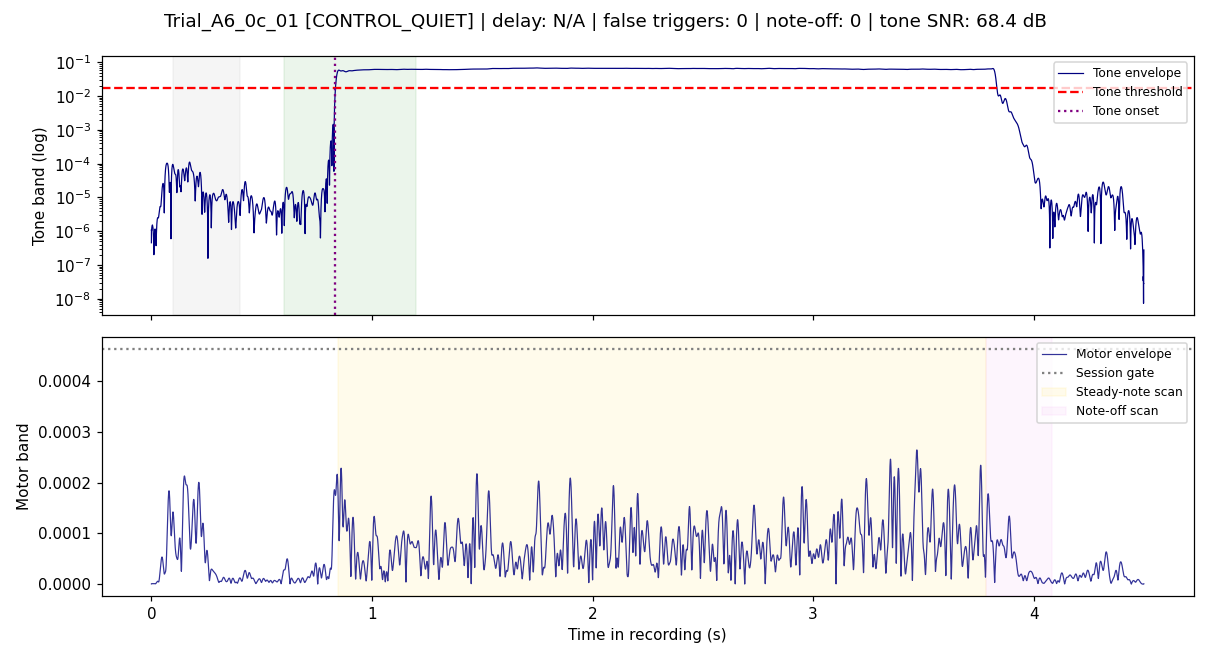 Trial_A6_0c_01 [CONTROL_QUIET] | delay: N/A | false triggers: 0 | note-off: 0 | tone SNR: 68.4 dB
Tone band (log)
10⁻¹
10⁻²
10⁻³
10⁻⁴
10⁻⁵
10⁻⁶
10⁻⁷
10⁻⁸
Tone envelope
Tone threshold
Tone onset
Motor band
0.0004
0.0003
0.0002
0.0001
0.0000
Motor envelope
Session gate
Steady-note scan
Note-off scan
0 1 2 3 4
Time in recording (s)